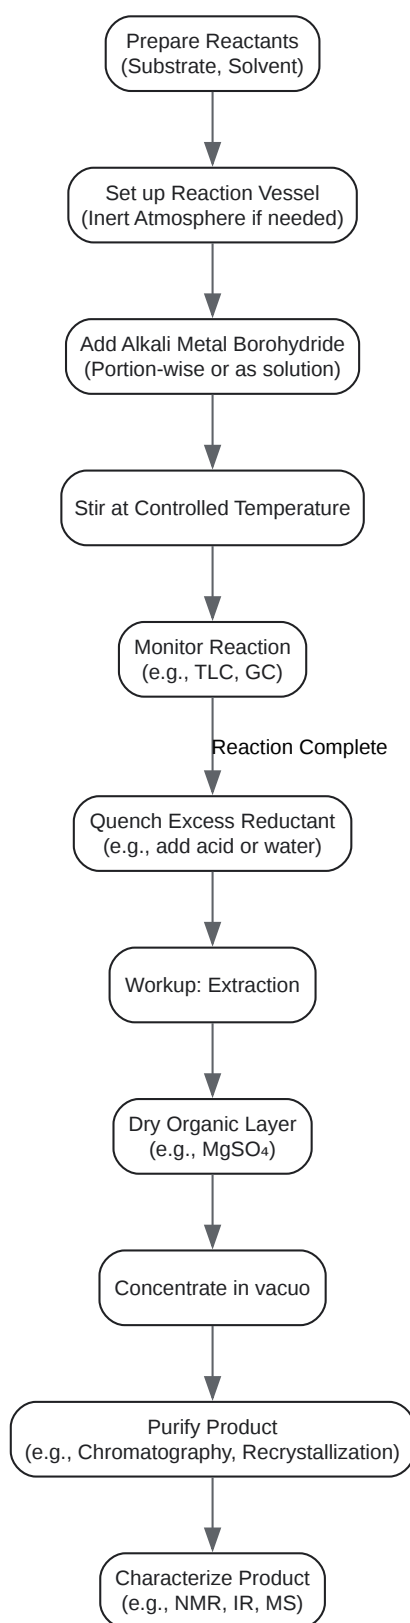 Prepare Reactants
(Substrate, Solvent)
Set up Reaction Vessel
(Inert Atmosphere if needed)
Add Alkali Metal Borohydride
(Portion-wise or as solution)
Stir at Controlled Temperature
Monitor Reaction
(e.g., TLC, GC)
Reaction Complete
Quench Excess Reductant
(e.g., add acid or water)
Workup: Extraction
Dry Organic Layer
(e.g., MgSO₄)
Concentrate in vacuo
Purify Product
(e.g., Chromatography, Recrystallization)
Characterize Product
(e.g., NMR, IR, MS)